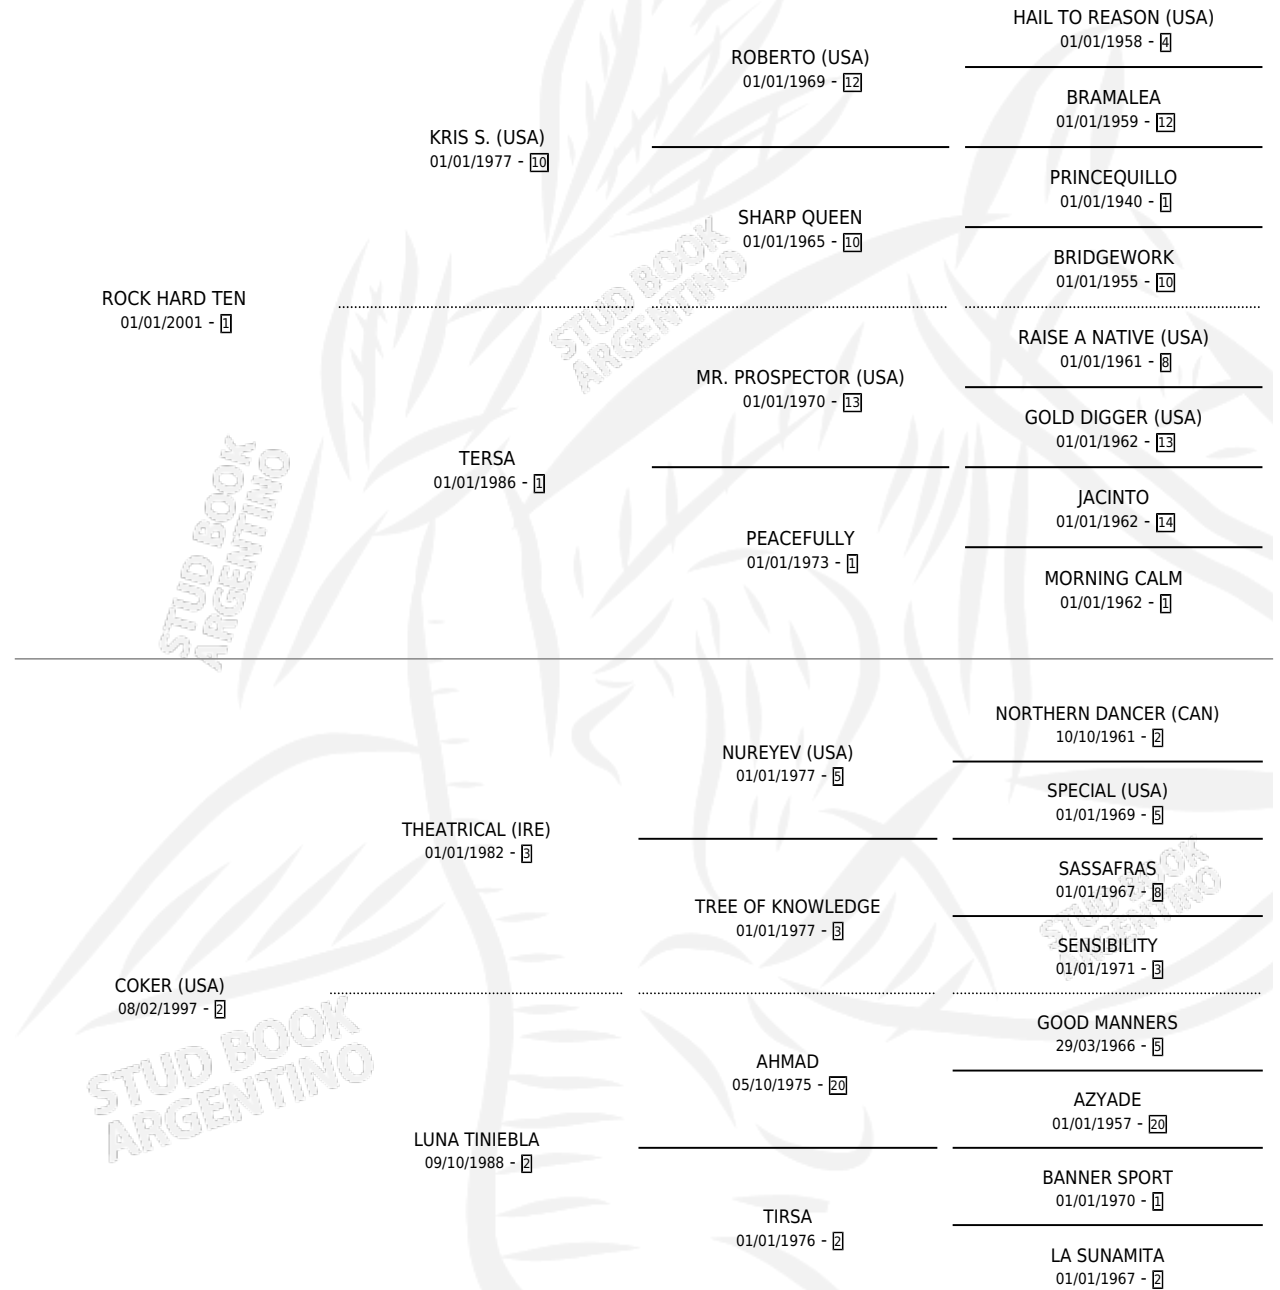 HAIL TO REASON (USA)
01/01/1958 - 4
ROBERTO (USA)
01/01/1969 - 12
BRAMALEA
01/01/1959 - 12
KRIS S. (USA)
01/01/1977 - 10
PRINCEQUILLO
01/01/1940 - 1
SHARP QUEEN
01/01/1965 - 10
BRIDGEWORK
01/01/1955 - 10
ROCK HARD TEN
01/01/2001 - 1
STUD BOOK
ARGENTINO
RAISE A NATIVE (USA)
01/01/1961 - 8
MR. PROSPECTOR (USA)
01/01/1970 - 13
GOLD DIGGER (USA)
01/01/1962 - 13
TERSA
01/01/1986 - 1
JACINTO
01/01/1962 - 14
PEACEFULLY
01/01/1973 - 1
MORNING CALM
01/01/1962 - 1
STUD BOOK
ARGENTINO
NORTHERN DANCER (CAN)
10/10/1961 - 2
NUREYEV (USA)
01/01/1977 - 5
SPECIAL (USA)
01/01/1969 - 5
THEATRICAL (IRE)
01/01/1982 - 3
SASSAFRAS
01/01/1967 - 8
TREE OF KNOWLEDGE
01/01/1977 - 3
SENSIBILITY
01/01/1971 - 3
STUD BOOK
ARGENTINO
COKER (USA)
08/02/1997 - 2
GOOD MANNERS
29/03/1966 - 5
AHMAD
05/10/1975 - 20
AZYADE
01/01/1957 - 20
STUD BOOK
ARGENTINO
LUNA TINIEBLA
09/10/1988 - 2
BANNER SPORT
01/01/1970 - 1
TIRSA
01/01/1976 - 2
LA SUNAMITA
01/01/1967 - 2